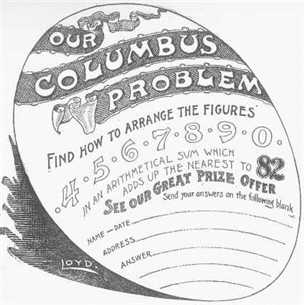 OUR
COLUMBUS
PROBLEM
"FIND HOW TO ARRANGE THE FIGURES
.4.5.6.7.8.9.0.
IN AN ARITHMETICAL SUM WHICH
ADDS UP THE NEAREST TO 82
SEE OUR GREAT PRIZE OFFER
Send your answers on the following blank
NAME — DATE
ADDRESS
ANSWER
LOYD.